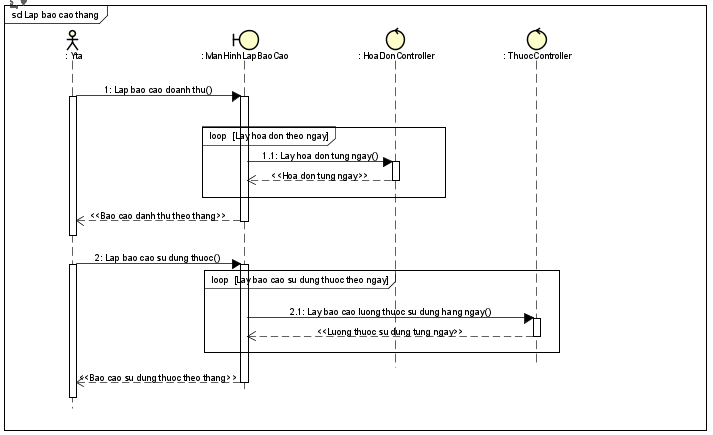 sd Lap bao cao thang
: Yta
: ManHinhLapBaoCao
: HoaDonController
: ThuocController
1: Lap bao cao doanh thu()
loop [Lay hoa don theo ngay]
1.1: Lay hoa don tung ngay()
<<Hoa don tung ngay>>
<<Bao cao danh thu theo thang>>
2: Lap bao cao su dung thuoc()
loop [Lay bao cao su dung thuoc theo ngay]
2.1: Lay bao cao luong thuoc su dung hang ngay()
<<Luong thuoc su dung tung ngay>>
<<Bao cao su dung thuoc theo thang>>